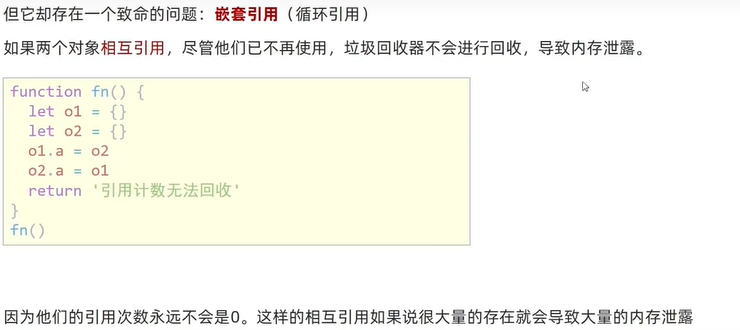 但它却存在一个致命的问题：嵌套引用（循环引用）
如果两个对象相互引用，尽管他们已不再使用，垃圾回收器不会进行回收，导致内存泄露。
function fn() {
  let o1 = {}
  let o2 = {}
  o1.a = o2
  o2.a = o1
  return '引用计数无法回收'
}
fn()
因为他们的引用次数永远不会是0。这样的相互引用如果说很大量的存在就会导致大量的内存泄露